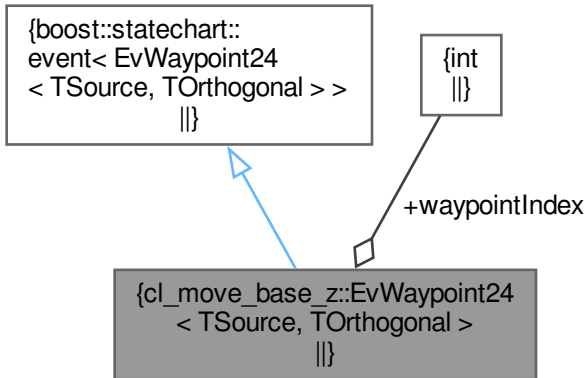 {boost::statechart::
event< EvWaypoint24
< TSource, TOrthogonal > >
||}
{int
||}
+waypointIndex
{cl_move_base_z::EvWaypoint24
< TSource, TOrthogonal >
||}